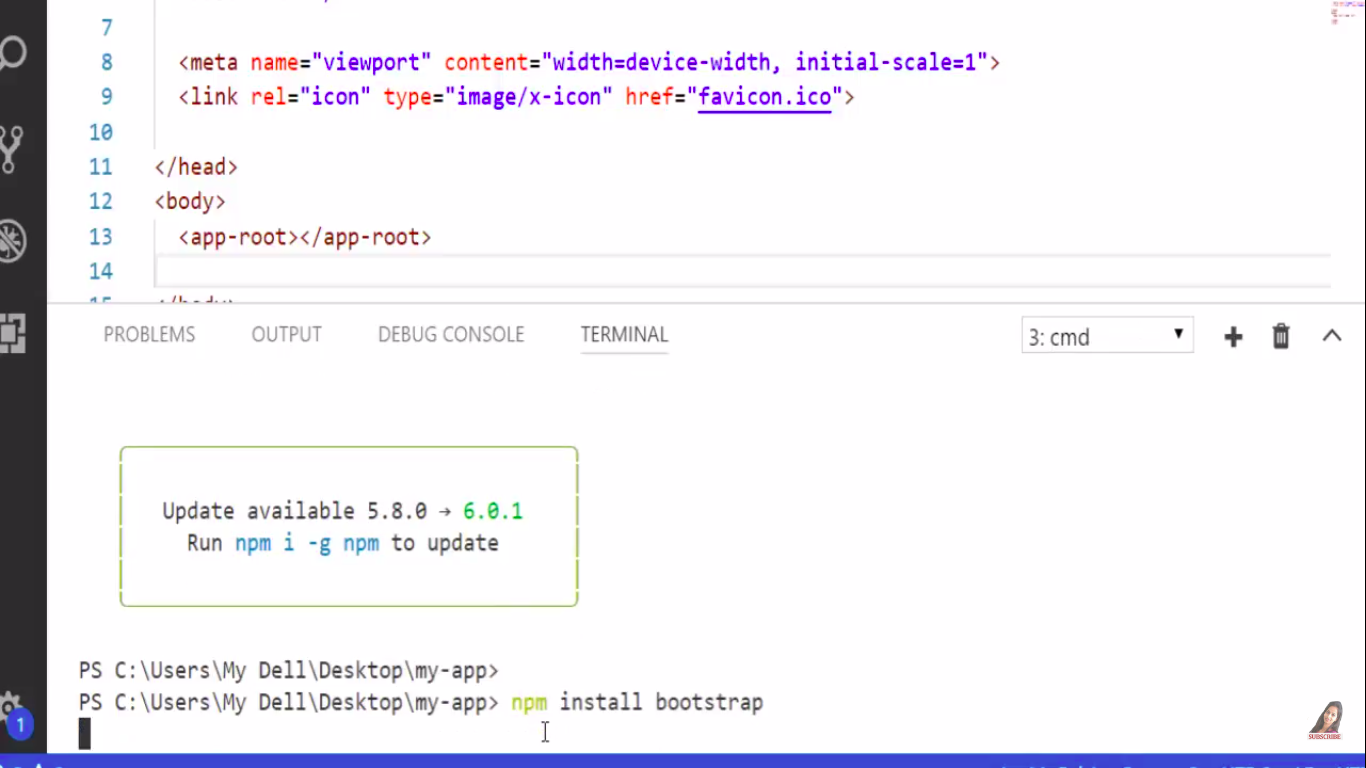 7
8 <meta name="viewport" content="width=device-width, initial-scale=1">
9 <link rel="icon" type="image/x-icon" href="favicon.ico">
10
11 </head>
12 <body>
13 <app-root></app-root>
14
PROBLEMS OUTPUT DEBUG CONSOLE TERMINAL 3: cmd
Update available 5.8.0 → 6.0.1
Run npm i -g npm to update
PS C:\Users\My Dell\Desktop\my-app>
PS C:\Users\My Dell\Desktop\my-app> npm install bootstrap
1
SUBSCRIBE